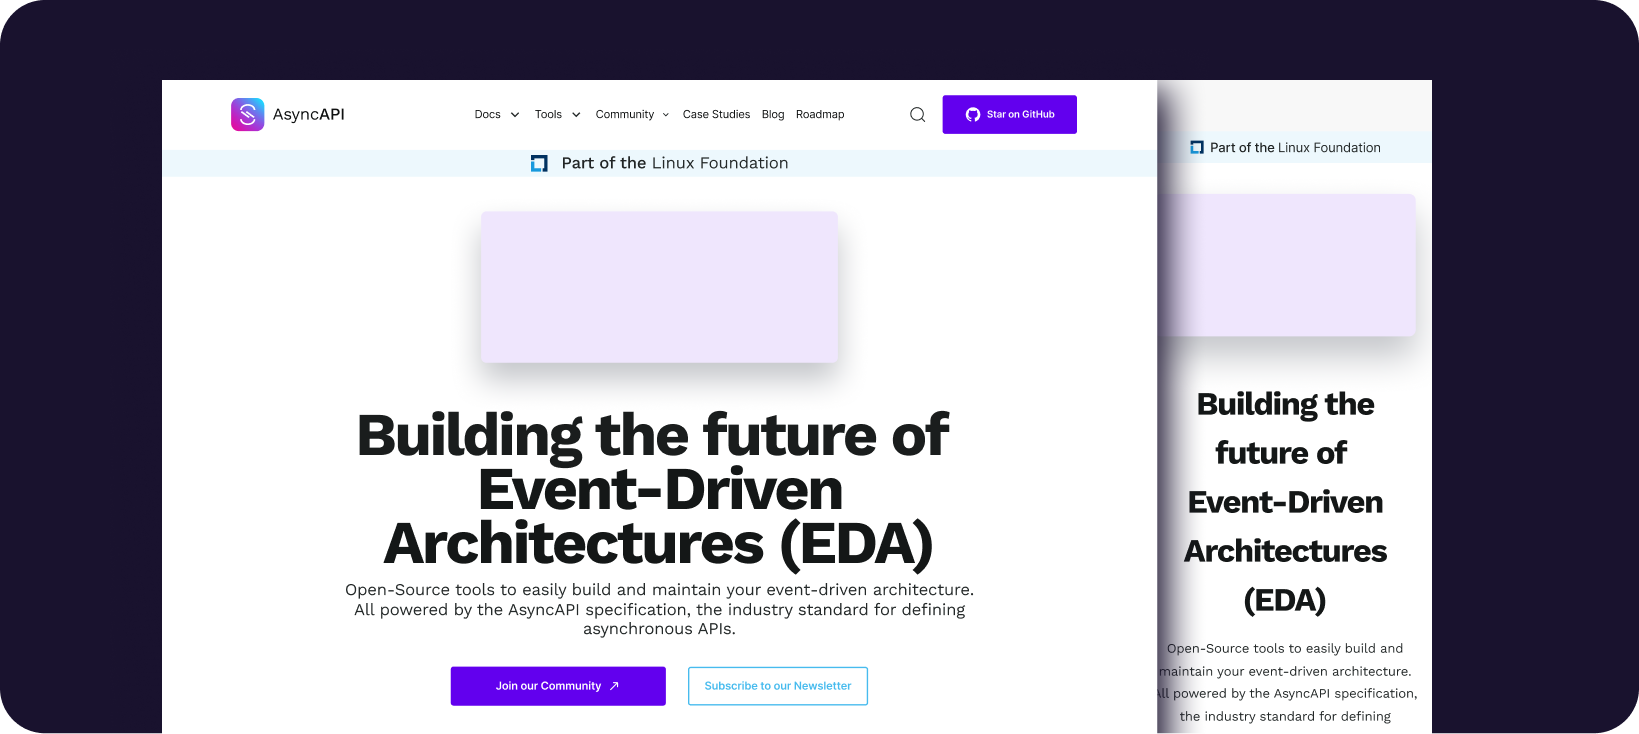 AsyncAPI
Docs Tools Community Case Studies Blog Roadmap
Star on GitHub
Part of the Linux Foundation
Building the future of
Event-Driven
Architectures (EDA)
Open-Source tools to easily build and maintain your event-driven architecture.
All powered by the AsyncAPI specification, the industry standard for defining
asynchronous APIs.
Join our Community
Subscribe to our Newsletter
Part of the Linux Foundation
Building the
future of
Event-Driven
Architectures
(EDA)
Open-Source tools to easily build and
maintain your event-driven architecture.
All powered by the AsyncAPI specification,
the industry standard for defining